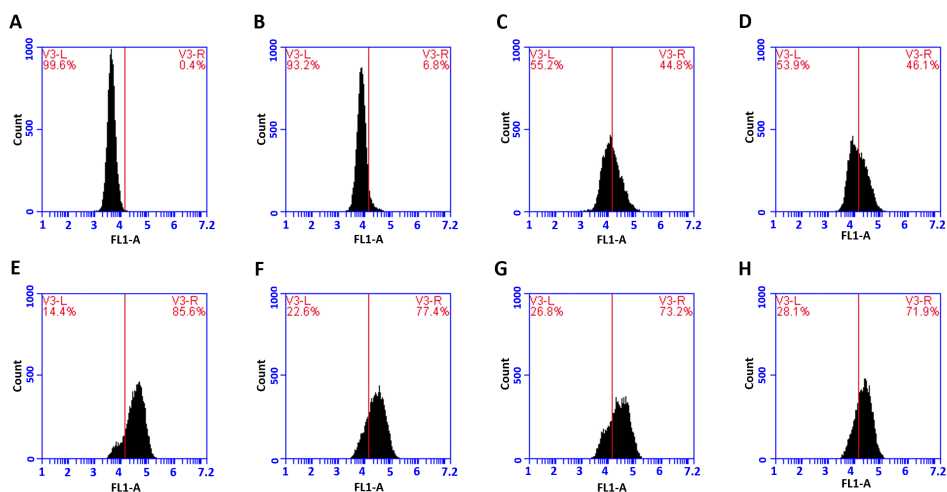 A
B
C
D
V3-L V3-R
99.6% 0.4%
V3-L V3-R
93.2% 6.8%
V3-L V3-R
55.2% 44.8%
V3-L V3-R
53.9% 46.1%
Count
0 500 1000
1 2 3 4 5 6 7.2
FL1-A
Count
0 500 1000
1 2 3 4 5 6 7.2
FL1-A
Count
0 500 1000
1 2 3 4 5 6 7.2
FL1-A
Count
0 500 1000
1 2 3 4 5 6 7.2
FL1-A
E
F
G
H
V3-L V3-R
14.4% 85.6%
V3-L V3-R
22.6% 77.4%
V3-L V3-R
26.8% 73.2%
V3-L V3-R
28.1% 71.9%
Count
0 500 1000
1 2 3 4 5 6 7.2
FL1-A
Count
0 500 1000
1 2 3 4 5 6 7.2
FL1-A
Count
0 500 1000
1 2 3 4 5 6 7.2
FL1-A
Count
0 500 1000
1 2 3 4 5 6 7.2
FL1-A